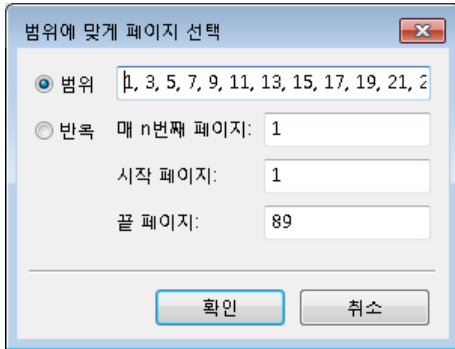 범위에 맞게 페이지 선택
범위 1, 3, 5, 7, 9, 11, 13, 15, 17, 19, 21, 2
반목 매 n번째 페이지: 1
시작 페이지: 1
끝 페이지: 89
확인 취소